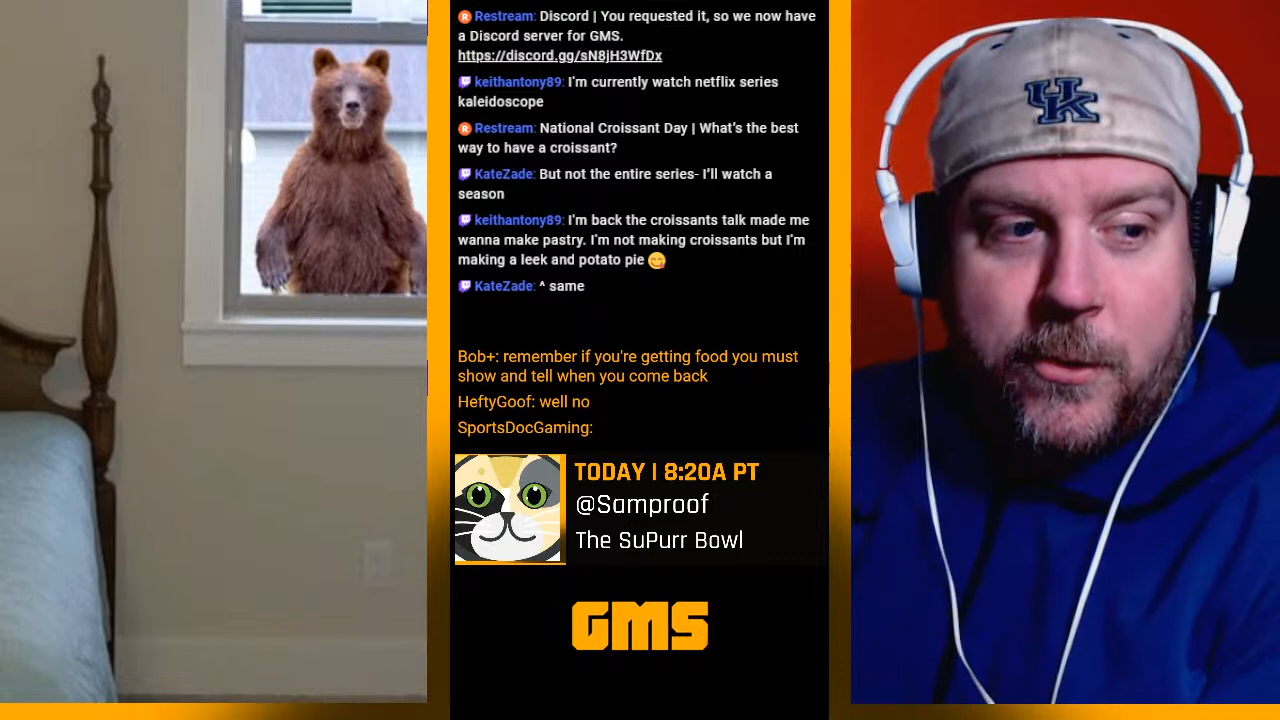 Restream: Discord | You requested it, so we now have
a Discord server for GMS.
https://discord.gg/sN8jH3WfDx
keithantony89: I'm currently watch netflix series
kaleidoscope
Restream: National Croissant Day | What's the best
way to have a croissant?
KateZade: But not the entire series- I'll watch a
season
keithantony89: I'm back the croissants talk made me
wanna make pastry. I'm not making croissants but I'm
making a leek and potato pie 😋
KateZade: ^ same
Bob+: remember if you're getting food you must
show and tell when you come back
HeftyGoof: well no
SportsDocGaming:
TODAY | 8:20A PT
@Samproof
The SuPurr Bowl
GMS
UK